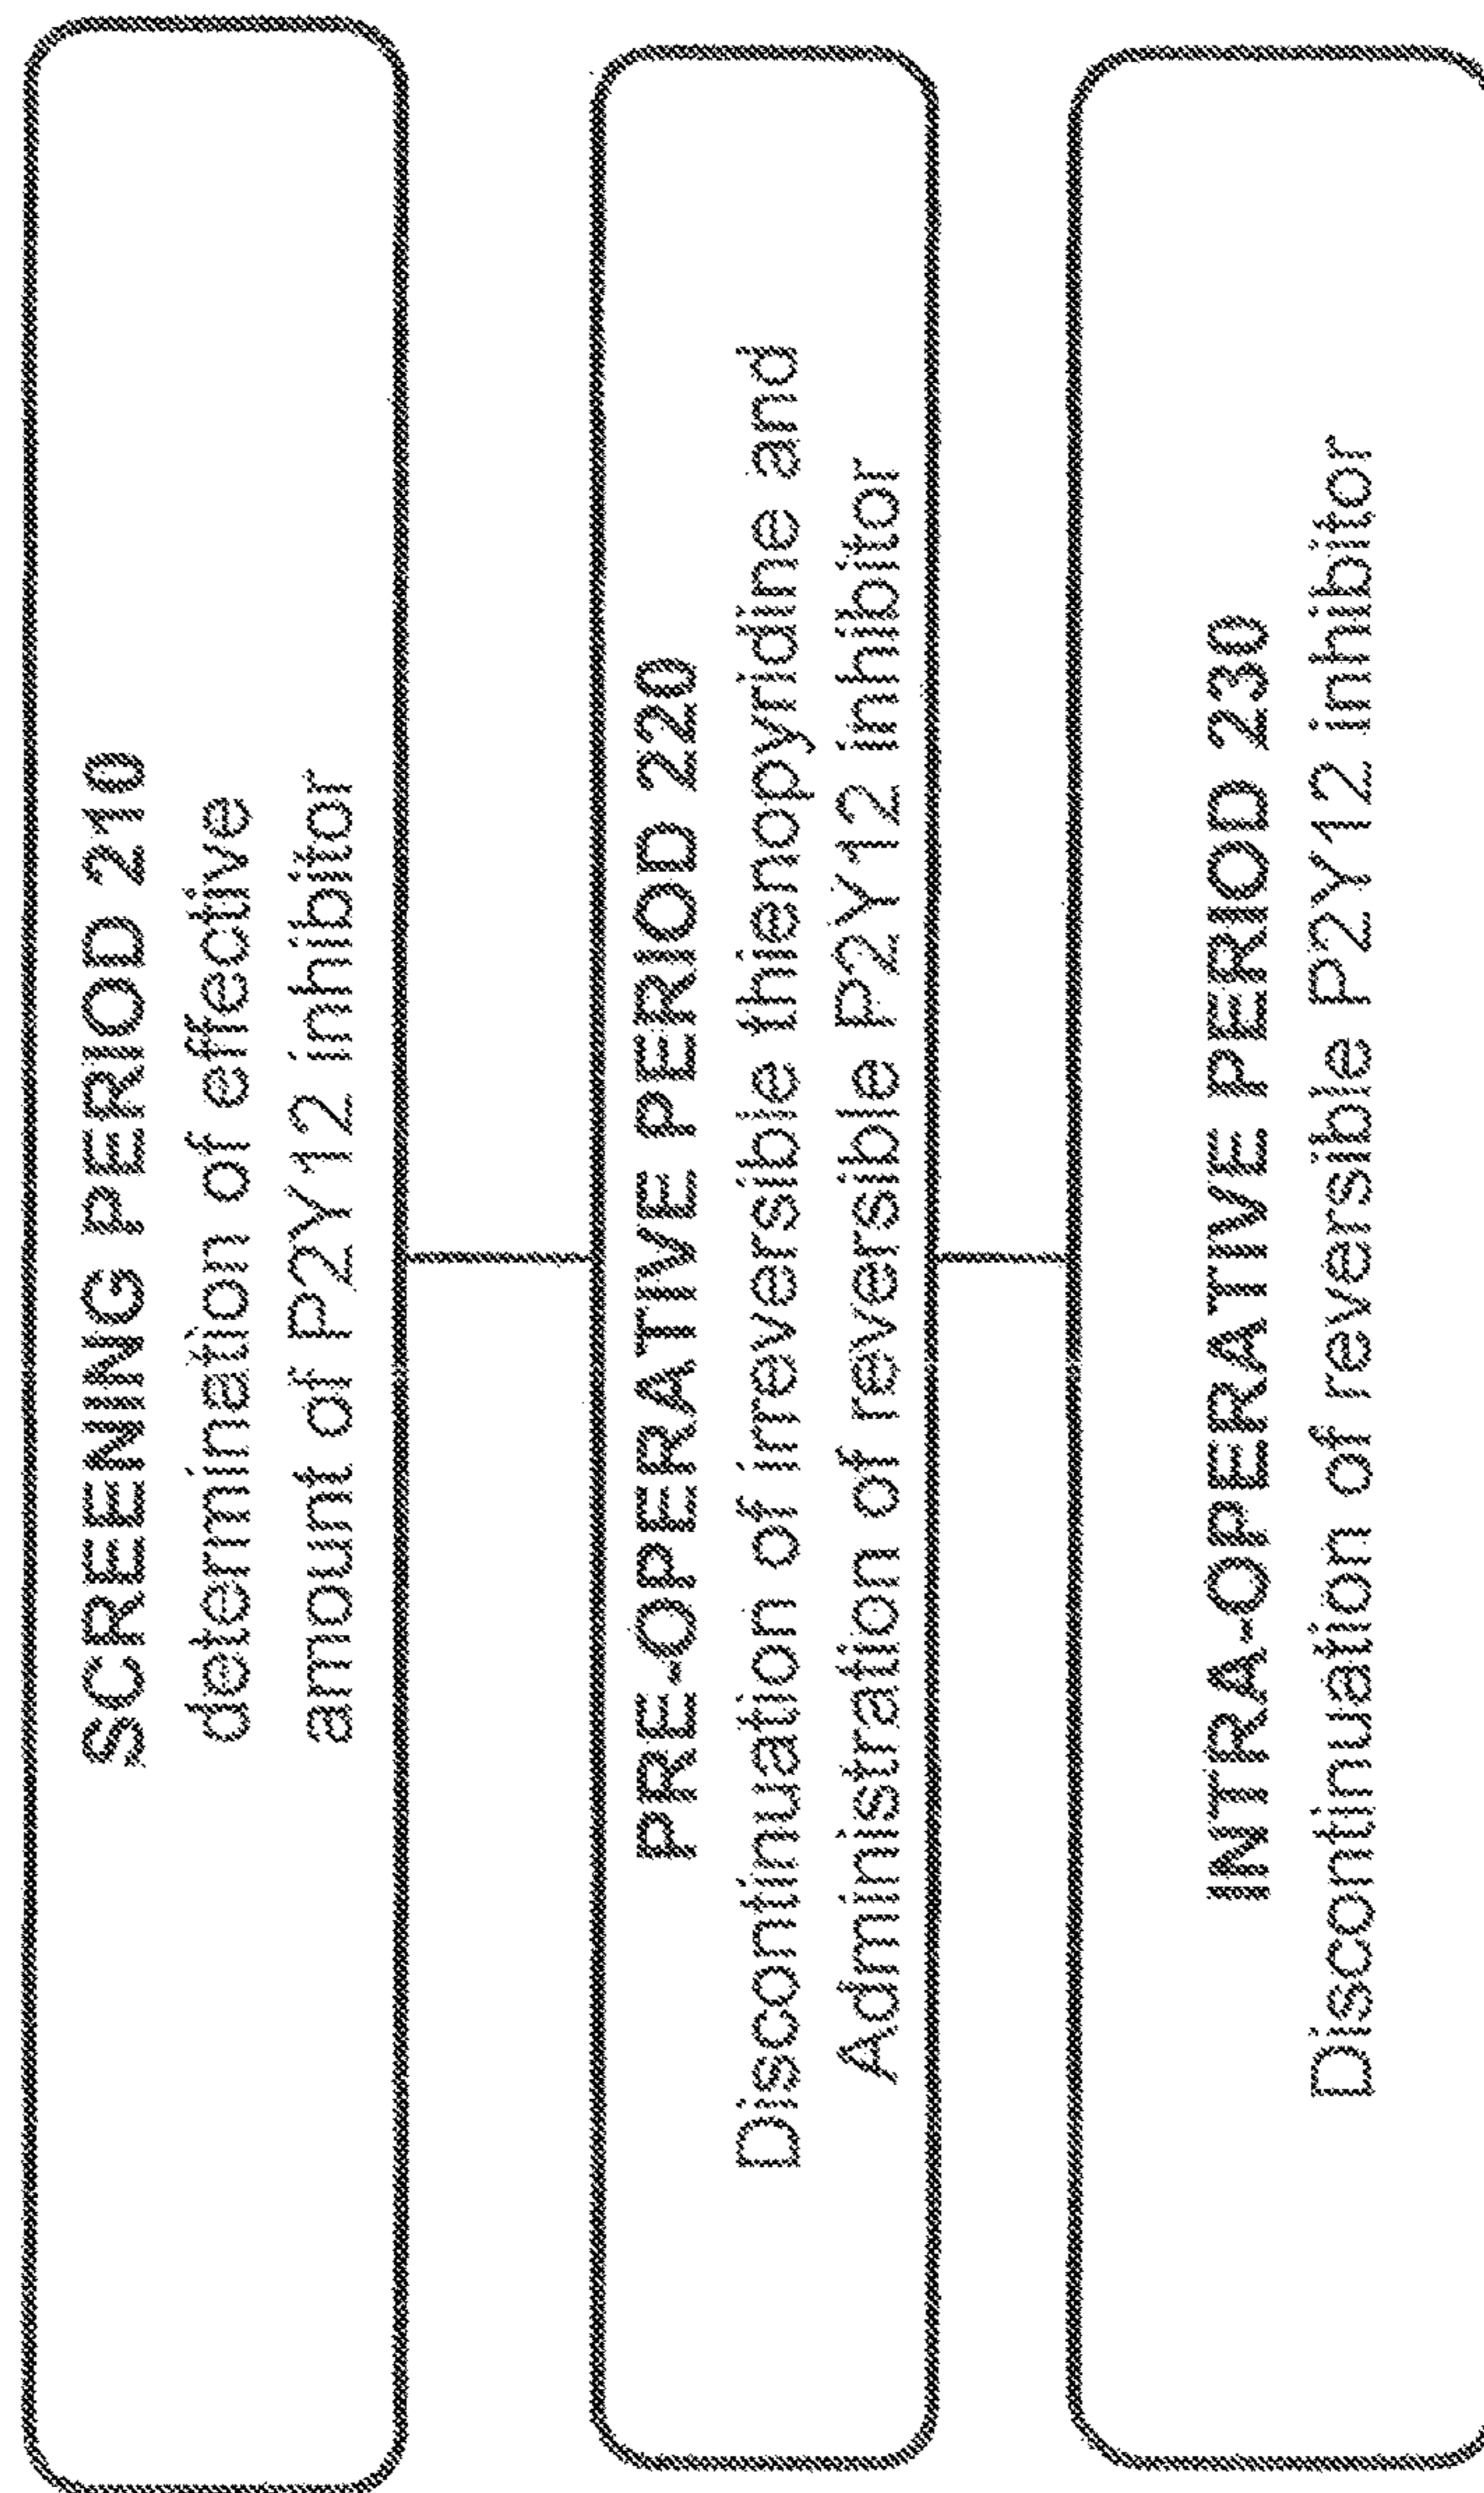 SCREENING PERIOD 210
determination of effective
amount of P2Y12 inhibitor
PRE-OPERATIVE PERIOD 220
Discontinuation of irreversible thienopyridine and
Administration of reversible P2Y12 inhibitor
INTRA-OPERATIVE PERIOD 230
Discontinuation of reversible P2Y12 inhibitor